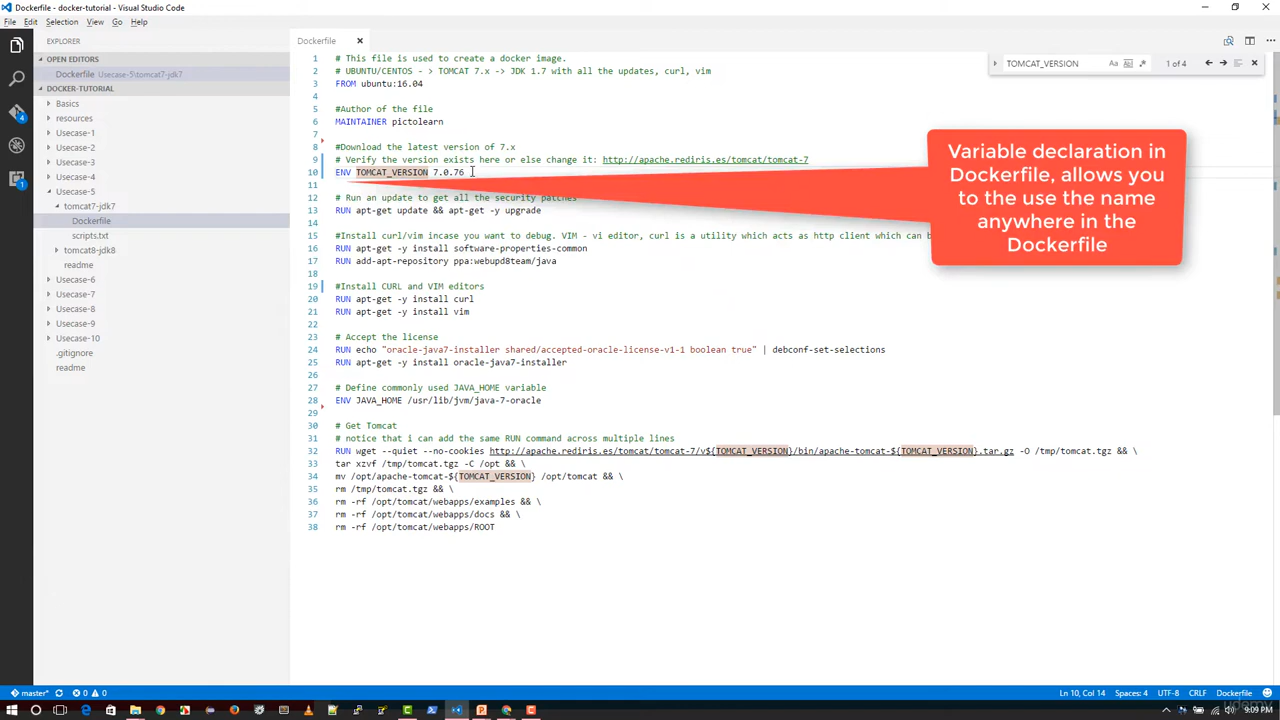 Dockerfile - docker-tutorial - Visual Studio Code
File Edit Selection View Go Help
EXPLORER
OPEN EDITORS
Dockerfile Usecase-5\tomcat7-jdk7
DOCKER-TUTORIAL
Basics
resources
Usecase-1
Usecase-2
Usecase-3
Usecase-4
Usecase-5
tomcat7-jdk7
Dockerfile
scripts.txt
tomcat8-jdk8
readme
Usecase-6
Usecase-7
Usecase-8
Usecase-9
Usecase-10
.gitignore
readme
4
Dockerfile
TOMCAT_VERSION Aa Abl .* 1 of 4
1 # This file is used to create a docker image.
2 # UBUNTU/CENTOS - > TOMCAT 7.x -> JDK 1.7 with all the updates, curl, vim
3 FROM ubuntu:16.04
4
5 #Author of the file
6 MAINTAINER pictolearn
7
8 #Download the latest version of 7.x
9 # Verify the version exists here or else change it: http://apache.rediris.es/tomcat/tomcat-7
10 ENV TOMCAT_VERSION 7.0.76
11
12 # Run an update to get all the security patches
13 RUN apt-get update && apt-get -y upgrade
14
15 #Install curl/vim incase you want to debug. VIM - vi editor, curl is a utility which acts as http client which can b
16 RUN apt-get -y install software-properties-common
17 RUN add-apt-repository ppa:webupd8team/java
18
19 #Install CURL and VIM editors
20 RUN apt-get -y install curl
21 RUN apt-get -y install vim
22
23 # Accept the license
24 RUN echo "oracle-java7-installer shared/accepted-oracle-license-v1-1 boolean true" | debconf-set-selections
25 RUN apt-get -y install oracle-java7-installer
26
27 # Define commonly used JAVA_HOME variable
28 ENV JAVA_HOME /usr/lib/jvm/java-7-oracle
29
30 # Get Tomcat
31 # notice that i can add the same RUN command across multiple lines
32 RUN wget --quiet --no-cookies http://apache.rediris.es/tomcat/tomcat-7/v${TOMCAT_VERSION}/bin/apache-tomcat-${TOMCAT_VERSION}.tar.gz -O /tmp/tomcat.tgz && \
33 tar xzvf /tmp/tomcat.tgz -C /opt && \
34 mv /opt/apache-tomcat-${TOMCAT_VERSION} /opt/tomcat && \
35 rm /tmp/tomcat.tgz && \
36 rm -rf /opt/tomcat/webapps/examples && \
37 rm -rf /opt/tomcat/webapps/docs && \
38 rm -rf /opt/tomcat/webapps/ROOT
Variable declaration in
Dockerfile, allows you
to the use the name
anywhere in the
Dockerfile
master* 0 0 Ln 10, Col 14 Spaces: 4 UTF-8 CRLF Dockerfile
udemy
9:09 PM